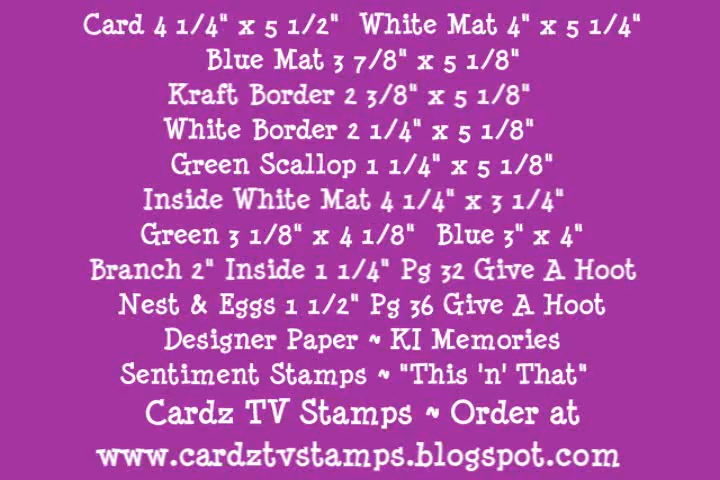 Card 4 1/4" x 5 1/2" White Mat 4" x 5 1/4"
Blue Mat 3 7/8" x 5 1/8"
Kraft Border 2 3/8" x 5 1/8"
White Border 2 1/4" x 5 1/8"
Green Scallop 1 1/4" x 5 1/8"
Inside White Mat 4 1/4" x 3 1/4"
Green 3 1/8" x 4 1/8" Blue 3" x 4"
Branch 2" Inside 1 1/4" Pg 32 Give A Hoot
Nest & Eggs 1 1/2" Pg 36 Give A Hoot
Designer Paper ~ KI Memories
Sentiment Stamps ~ "This 'n' That"
Cardz TV Stamps ~ Order at
www.cardztvstamps.blogspot.com